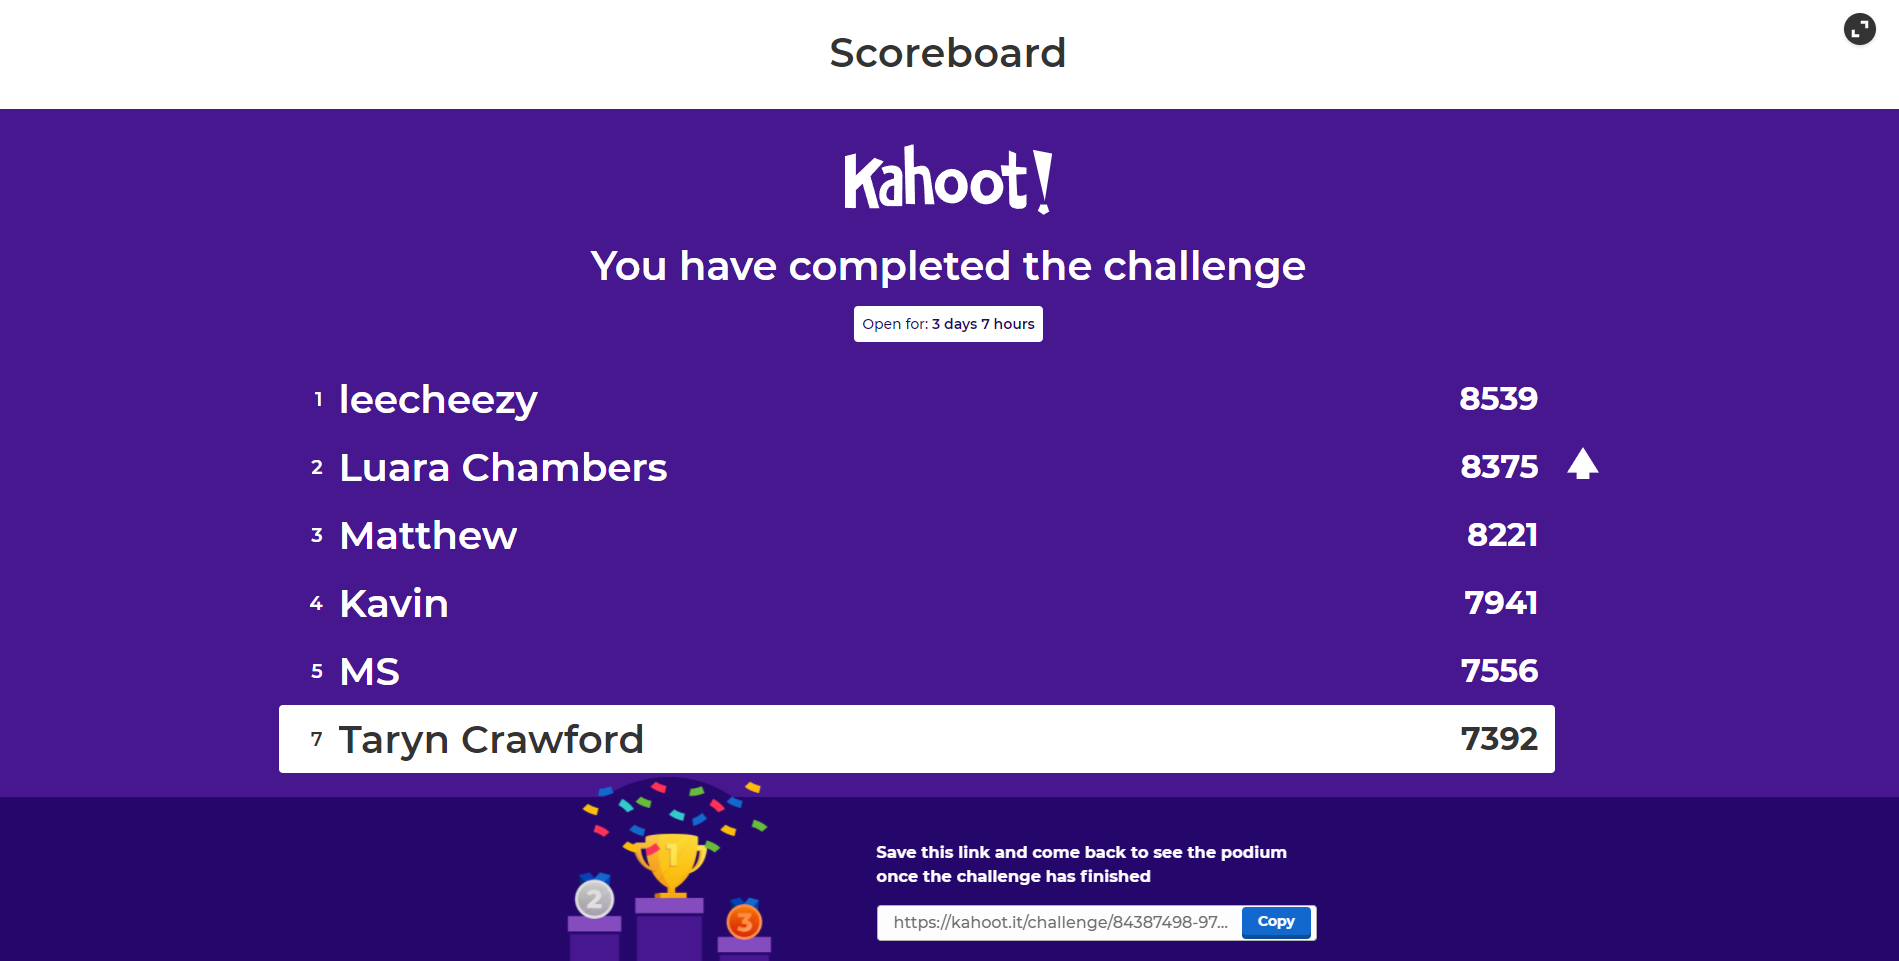 Scoreboard
Kahoot!
You have completed the challenge
Open for: 3 days 7 hours
1 leecheezy 8539
2 Luara Chambers 8375
3 Matthew 8221
4 Kavin 7941
5 MS 7556
7 Taryn Crawford 7392
1
2
3
Save this link and come back to see the podium
once the challenge has finished
https://kahoot.it/challenge/84387498-97... Copy